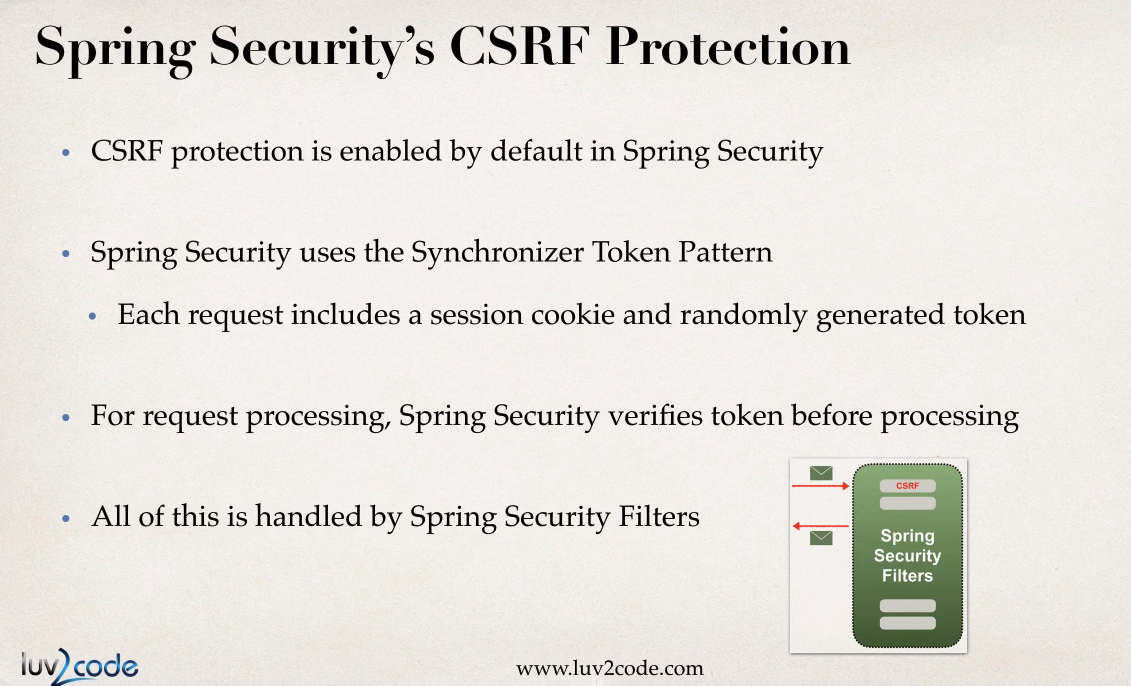 Spring Security's CSRF Protection
• CSRF protection is enabled by default in Spring Security
• Spring Security uses the Synchronizer Token Pattern
• Each request includes a session cookie and randomly generated token
• For request processing, Spring Security verifies token before processing
• All of this is handled by Spring Security Filters
CSRF
Spring
Security
Filters
luv2code
www.luv2code.com